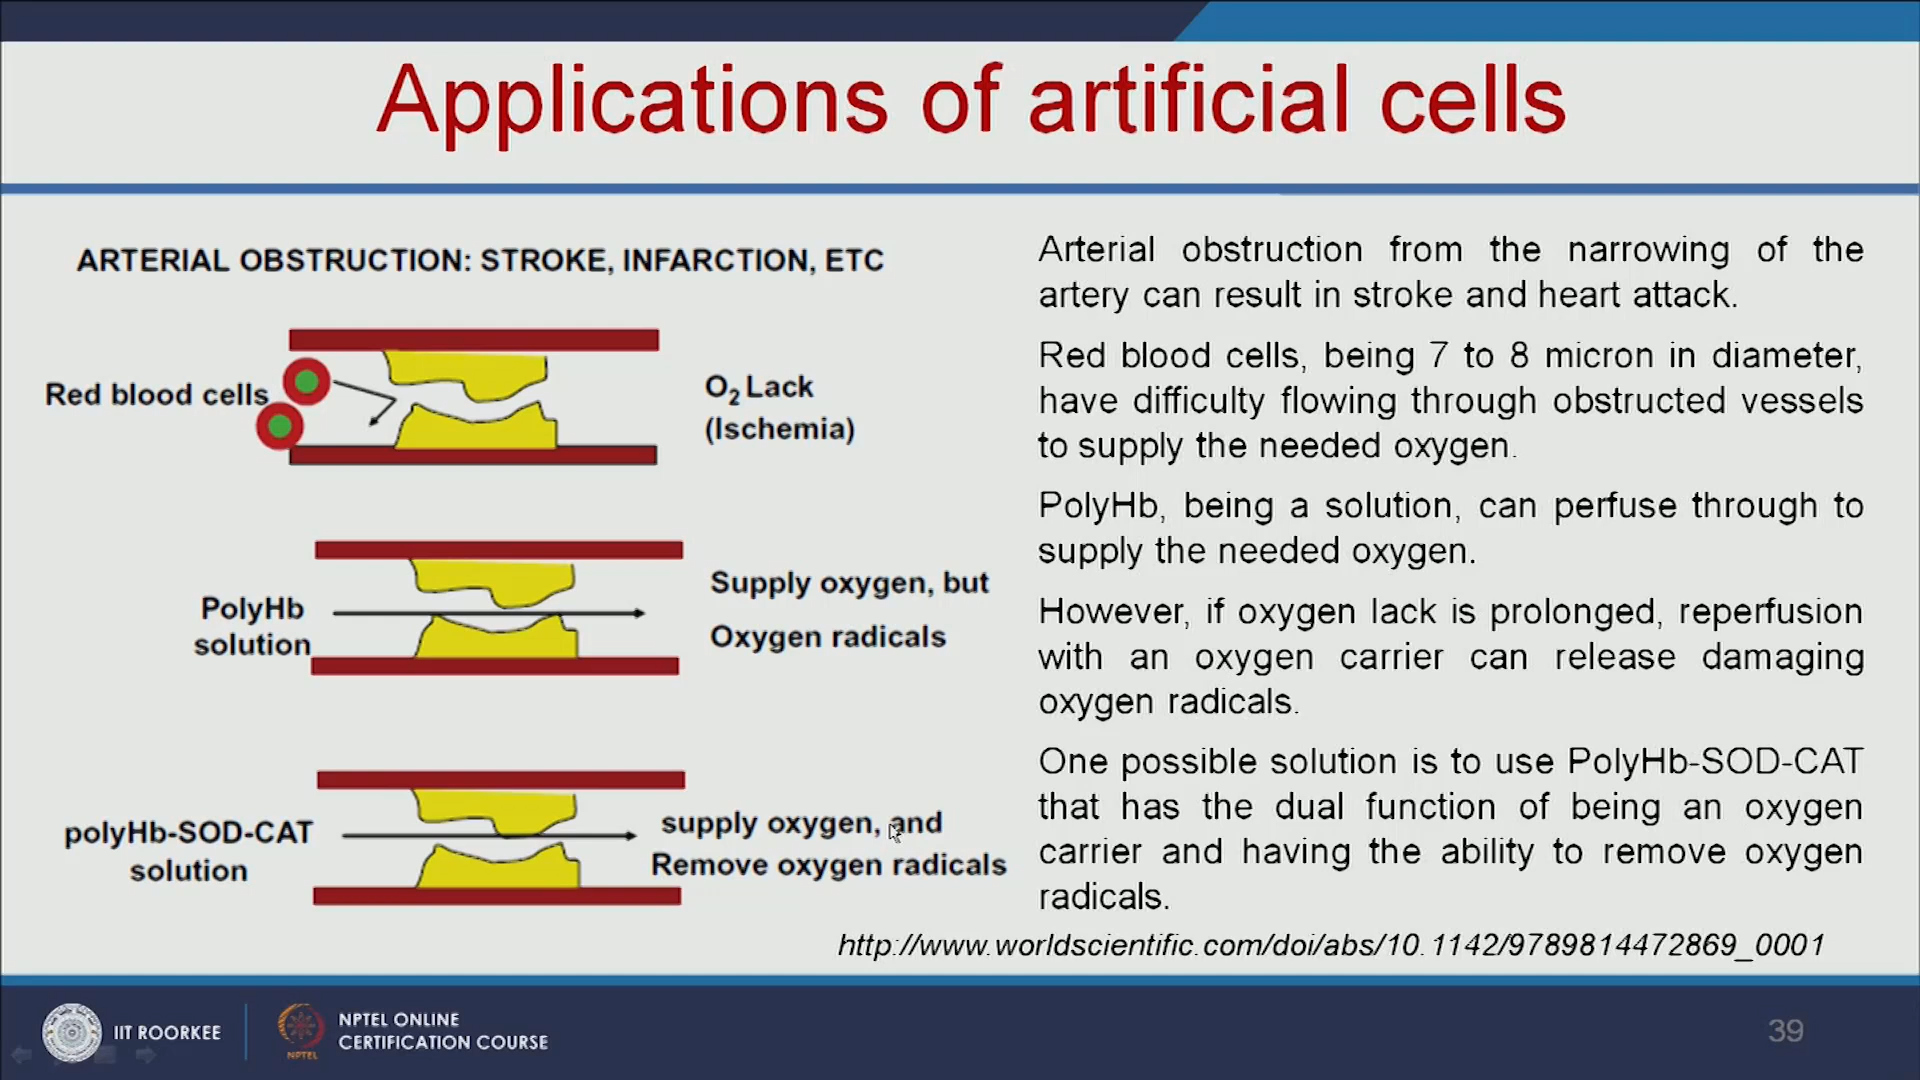 Applications of artificial cells
ARTERIAL OBSTRUCTION: STROKE, INFARCTION, ETC
Red blood cells
O₂ Lack
(Ischemia)
PolyHb
solution
Supply oxygen, but
Oxygen radicals
polyHb-SOD-CAT
solution
supply oxygen, and
Remove oxygen radicals
Arterial obstruction from the narrowing of the
artery can result in stroke and heart attack.
Red blood cells, being 7 to 8 micron in diameter,
have difficulty flowing through obstructed vessels
to supply the needed oxygen.
PolyHb, being a solution, can perfuse through to
supply the needed oxygen.
However, if oxygen lack is prolonged, reperfusion
with an oxygen carrier can release damaging
oxygen radicals.
One possible solution is to use PolyHb-SOD-CAT
that has the dual function of being an oxygen
carrier and having the ability to remove oxygen
radicals.
http://www.worldscientific.com/doi/abs/10.1142/9789814472869_0001
IIT ROORKEE
NPTEL
NPTEL ONLINE
CERTIFICATION COURSE
39